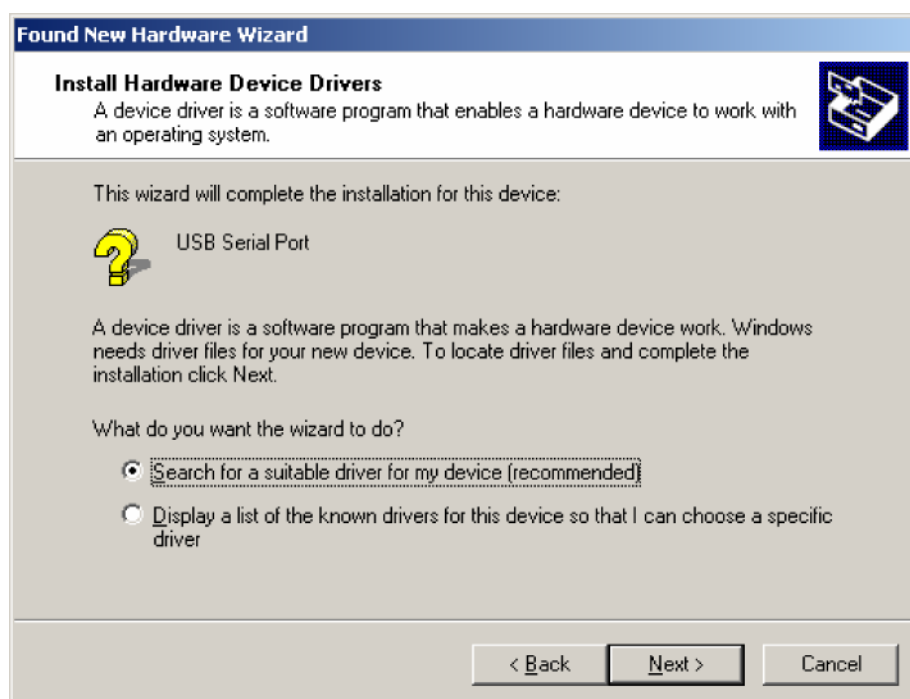 Found New Hardware Wizard
Install Hardware Device Drivers
A device driver is a software program that enables a hardware device to work with
an operating system.
This wizard will complete the installation for this device:
USB Serial Port
A device driver is a software program that makes a hardware device work. Windows
needs driver files for your new device. To locate driver files and complete the
installation click Next.
What do you want the wizard to do?
Search for a suitable driver for my device (recommended)
Display a list of the known drivers for this device so that I can choose a specific
driver
< Back Next > Cancel